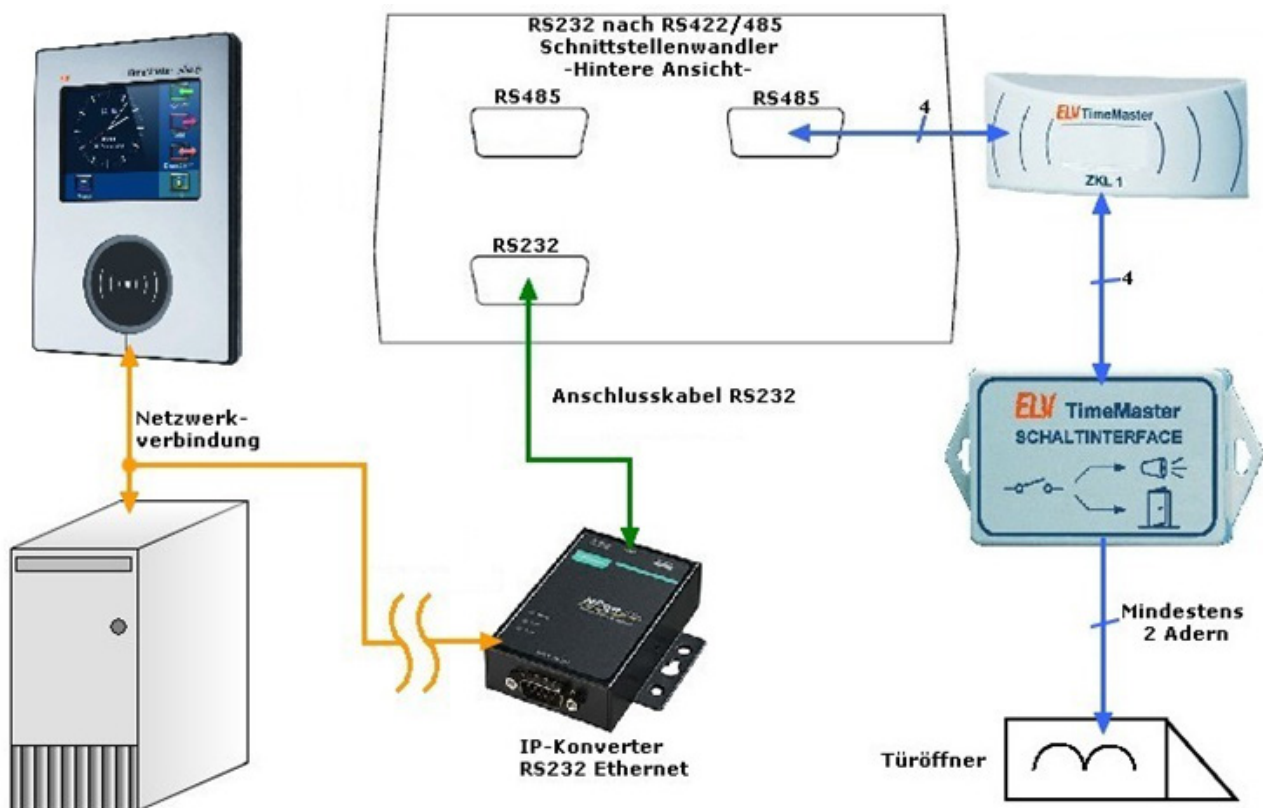 RS232 nach RS422/485
Schnittstellenwandler
-Hintere Ansicht-
RS485
RS485
4
ELV TimeMaster
ZKL 1
RS232
4
Anschlusskabel RS232
Netzwerk-
verbindung
ELV TimeMaster
SCHALTINTERFACE
Mindestens
2 Adern
IP-Konverter
RS232 Ethernet
Türöffner